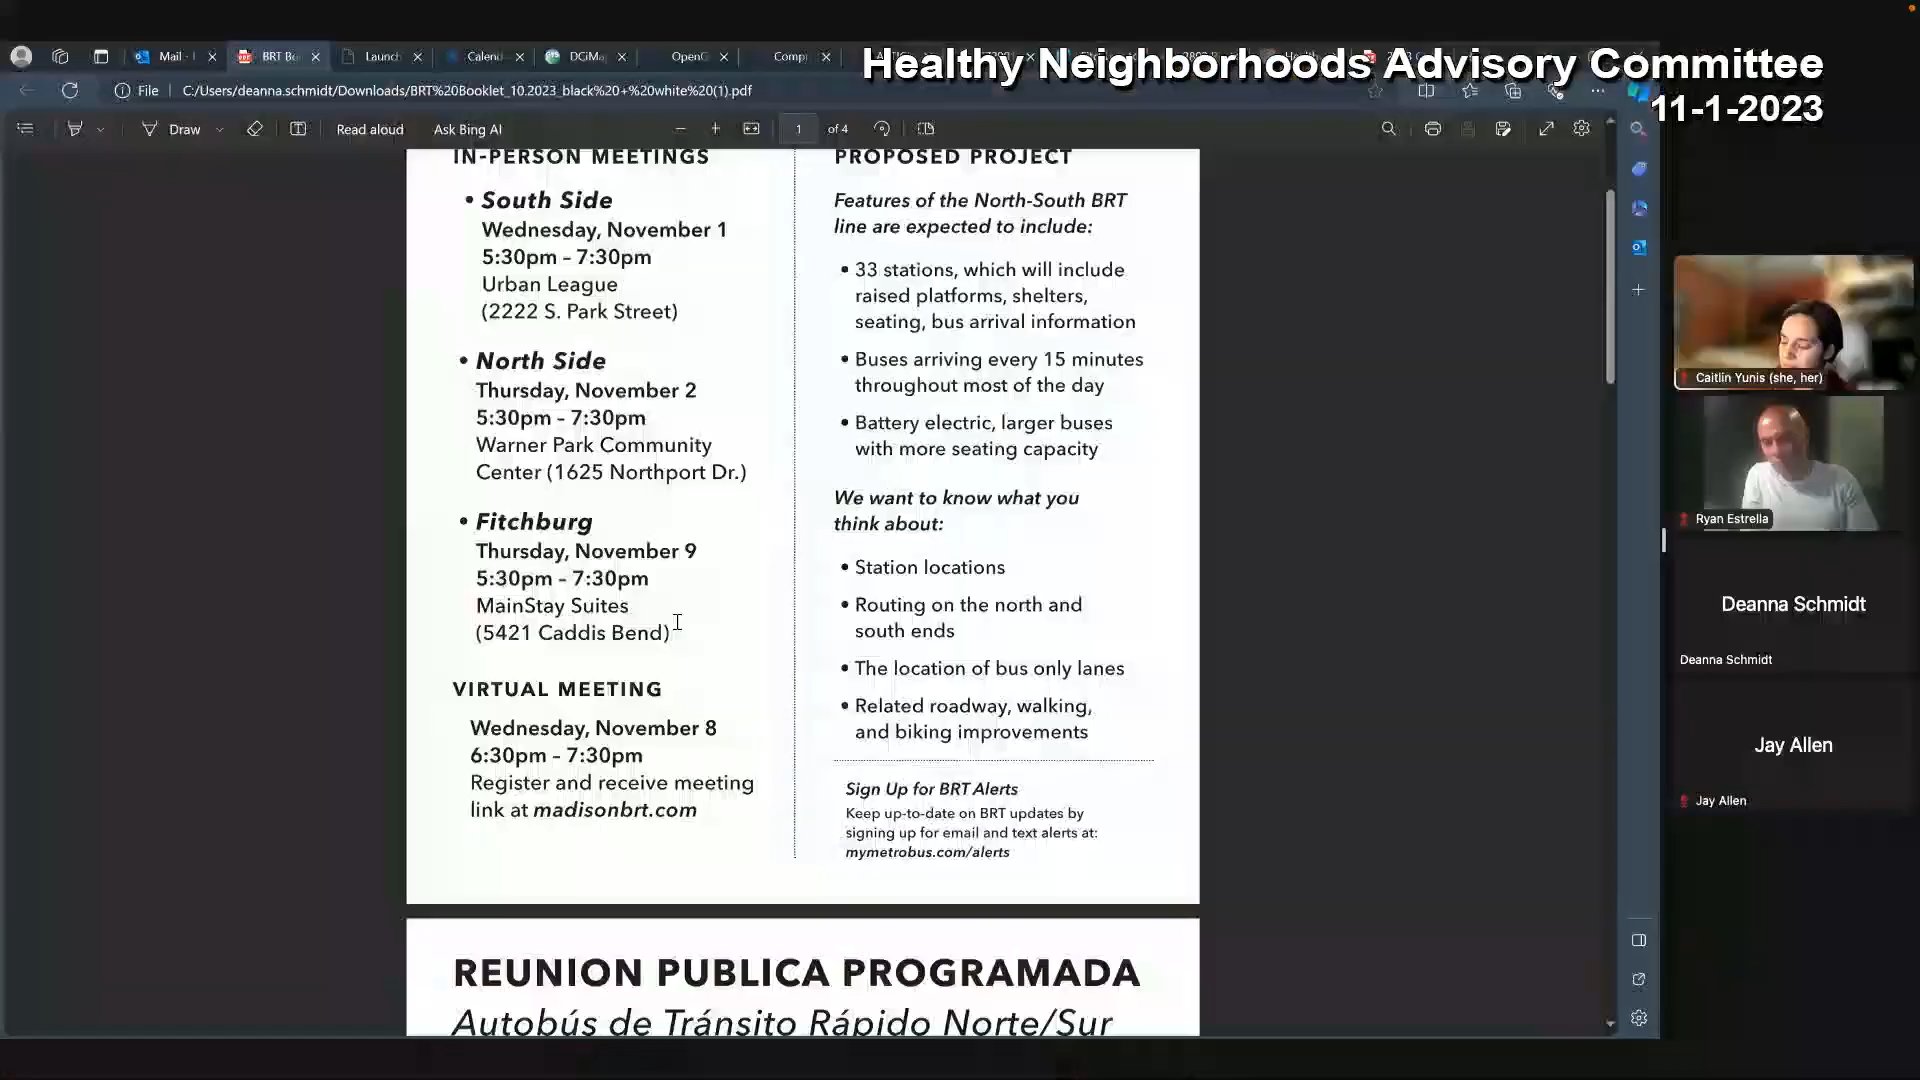 Healthy Neighborhoods Advisory Committee
11-1-2023
Mail
BRT Bo
Launch
Calend
DGiMa
OpenG
Comp
File
C:/Users/deanna.schmidt/Downloads/BRT%20Booklet_10.2023_black%20+%20white%20(1).pdf
Draw
Read aloud
Ask Bing AI
1
of 4
IN-PERSON MEETINGS
• South Side
Wednesday, November 1
5:30pm – 7:30pm
Urban League
(2222 S. Park Street)
• North Side
Thursday, November 2
5:30pm – 7:30pm
Warner Park Community
Center (1625 Northport Dr.)
• Fitchburg
Thursday, November 9
5:30pm – 7:30pm
MainStay Suites
(5421 Caddis Bend)
VIRTUAL MEETING
Wednesday, November 8
6:30pm – 7:30pm
Register and receive meeting
link at madisonbrt.com
PROPOSED PROJECT
Features of the North-South BRT
line are expected to include:
• 33 stations, which will include
raised platforms, shelters,
seating, bus arrival information
• Buses arriving every 15 minutes
throughout most of the day
• Battery electric, larger buses
with more seating capacity
We want to know what you
think about:
• Station locations
• Routing on the north and
south ends
• The location of bus only lanes
• Related roadway, walking,
and biking improvements
Sign Up for BRT Alerts
Keep up-to-date on BRT updates by
signing up for email and text alerts at:
mymetrobus.com/alerts
REUNION PUBLICA PROGRAMADA
Autobús de Tránsito Rápido Norte/Sur
Caitlin Yunis (she, her)
Ryan Estrella
Deanna Schmidt
Deanna Schmidt
Jay Allen
Jay Allen